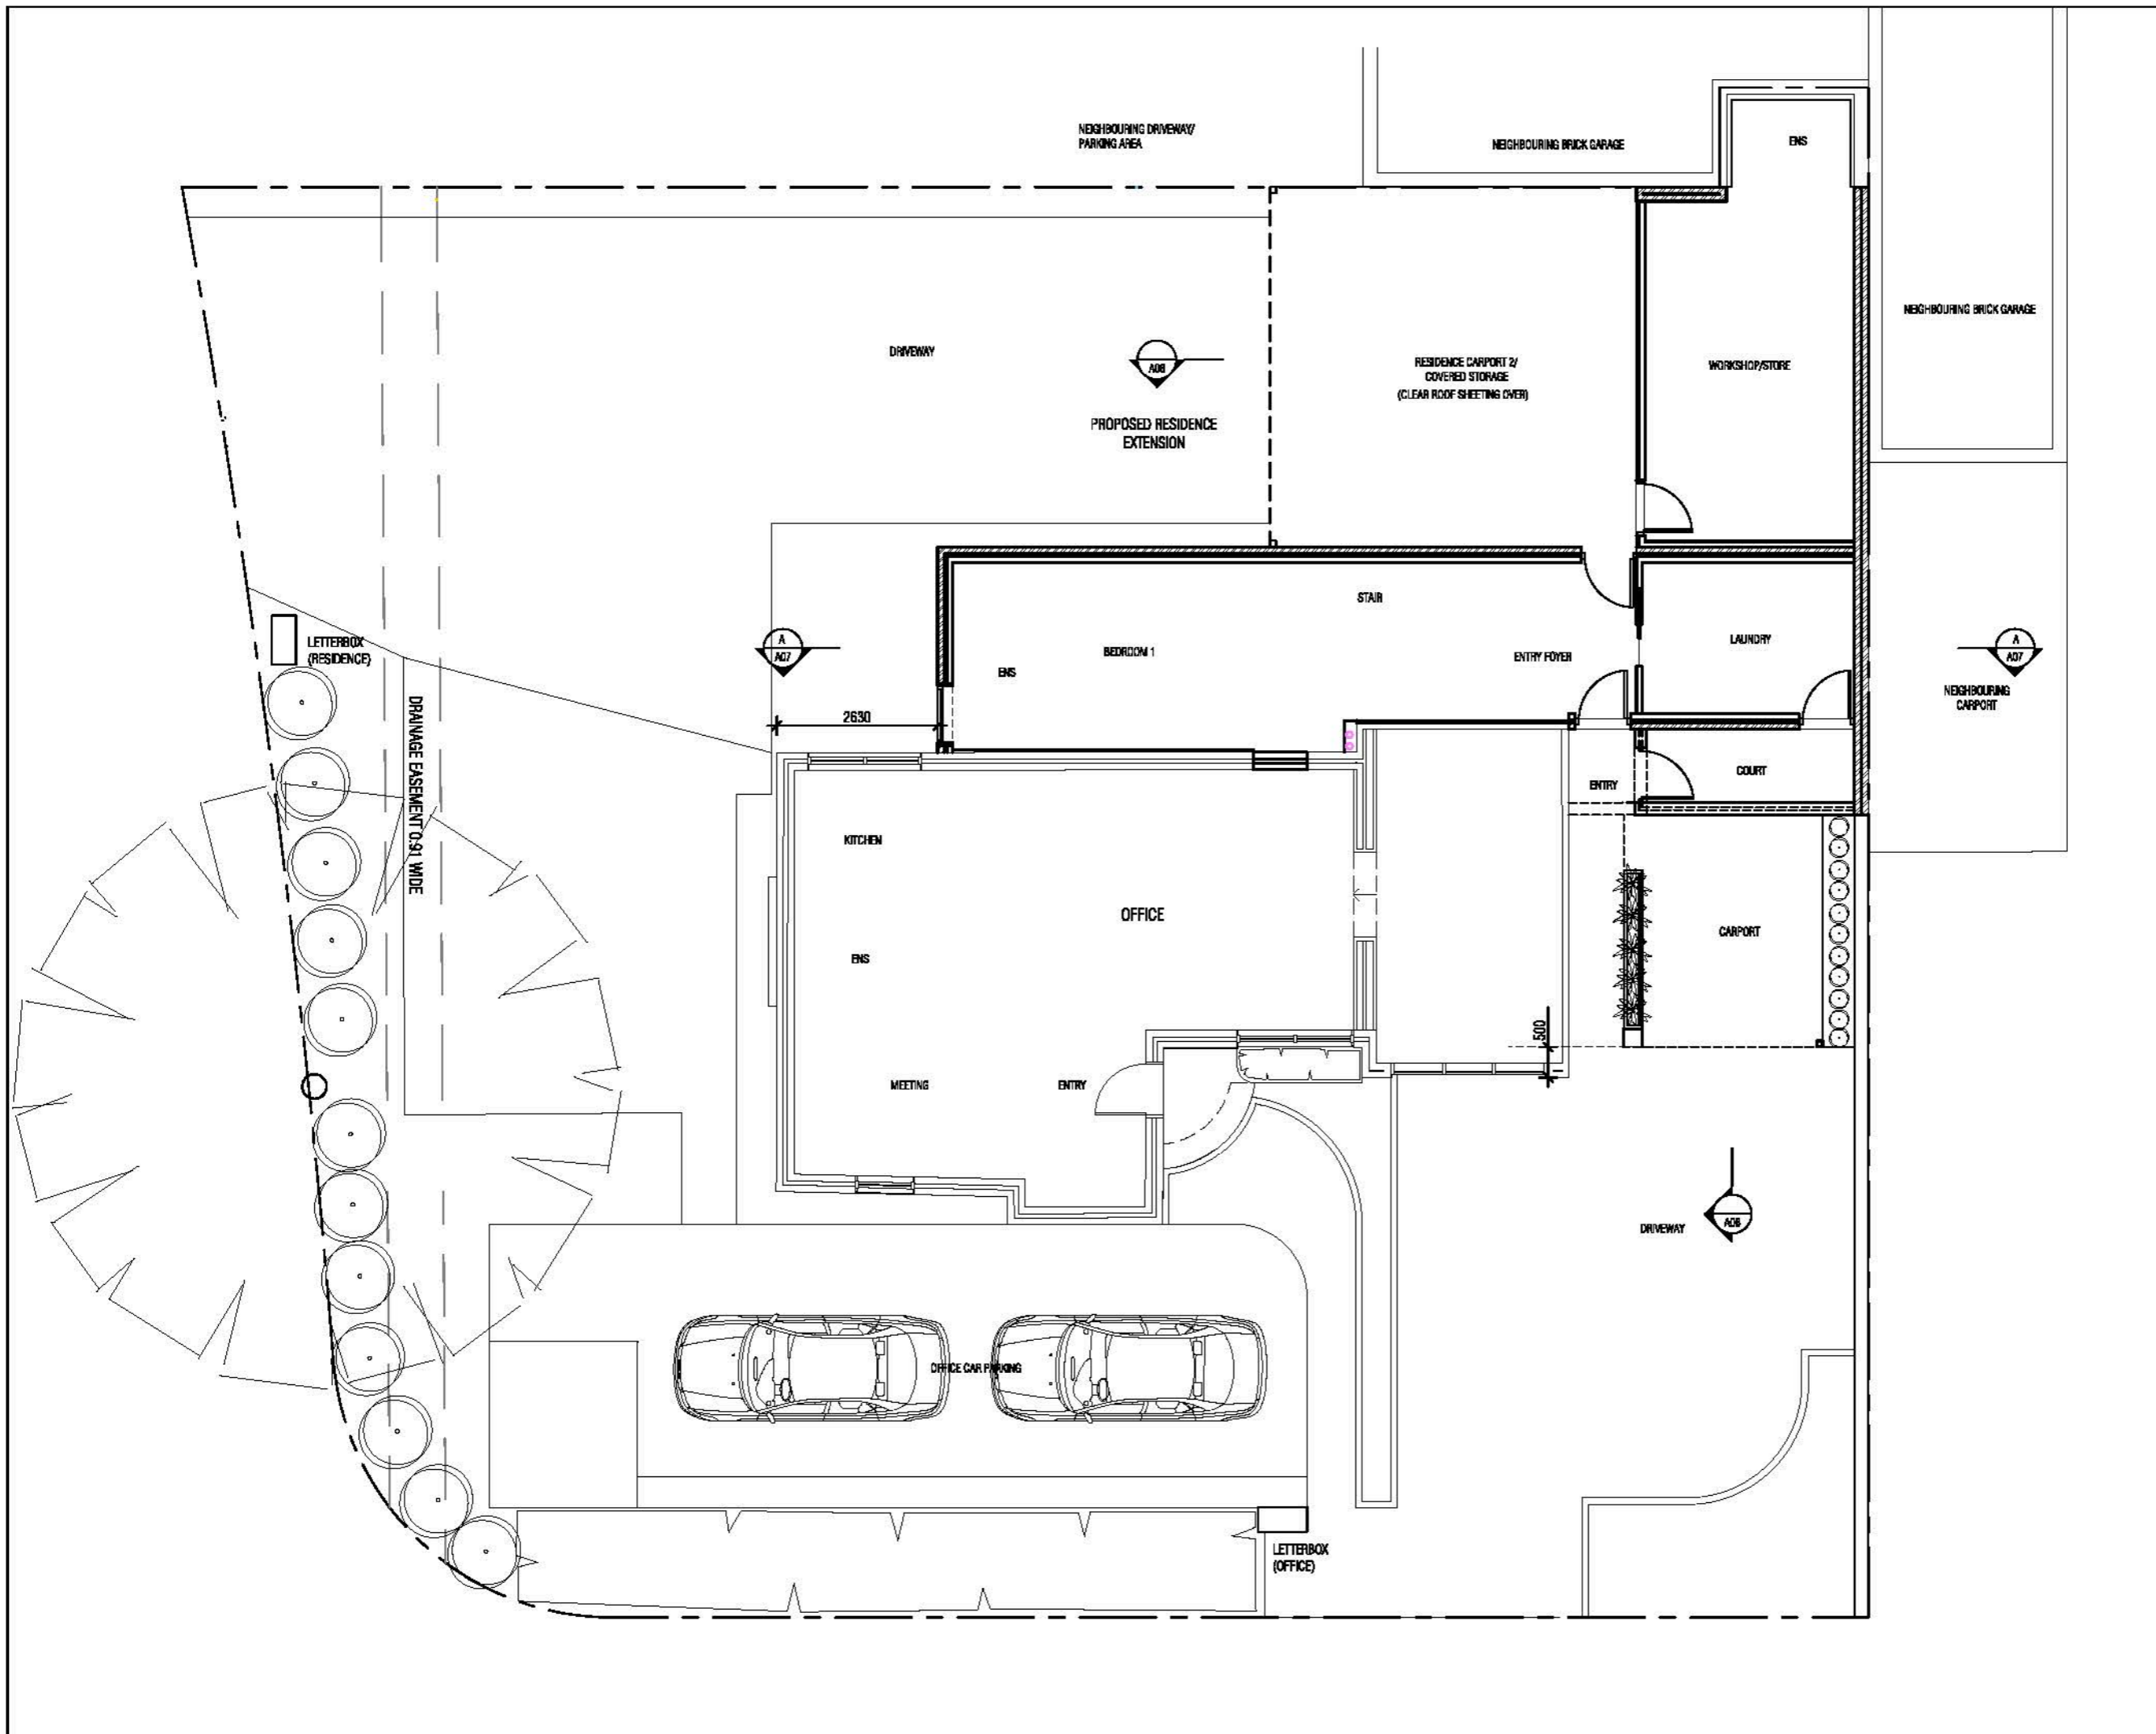 NEIGHBOURING DRIVEWAY/
PARKING AREA
NEIGHBOURING BRICK GARAGE
ENS
NEIGHBOURING BRICK GARAGE
DRIVEWAY
A08
PROPOSED RESIDENCE
EXTENSION
RESIDENCE CARPORT 2/
COVERED STORAGE
(CLEAR ROOF SHEETING OVER)
WORKSHOP/STORE
STAIR
LETTERBOX
(RESIDENCE)
A
A07
BEDROOM 1
ENS
ENTRY FOYER
LAUNDRY
A
A07
NEIGHBOURING
CARPORT
2630
DRAINAGE EASEMENT 0.91 WIDE
COURT
ENTRY
KITCHEN
OFFICE
CARPORT
ENS
500
MEETING
ENTRY
DRIVEWAY
OFFICE CAR PARKING
LETTERBOX
(OFFICE)